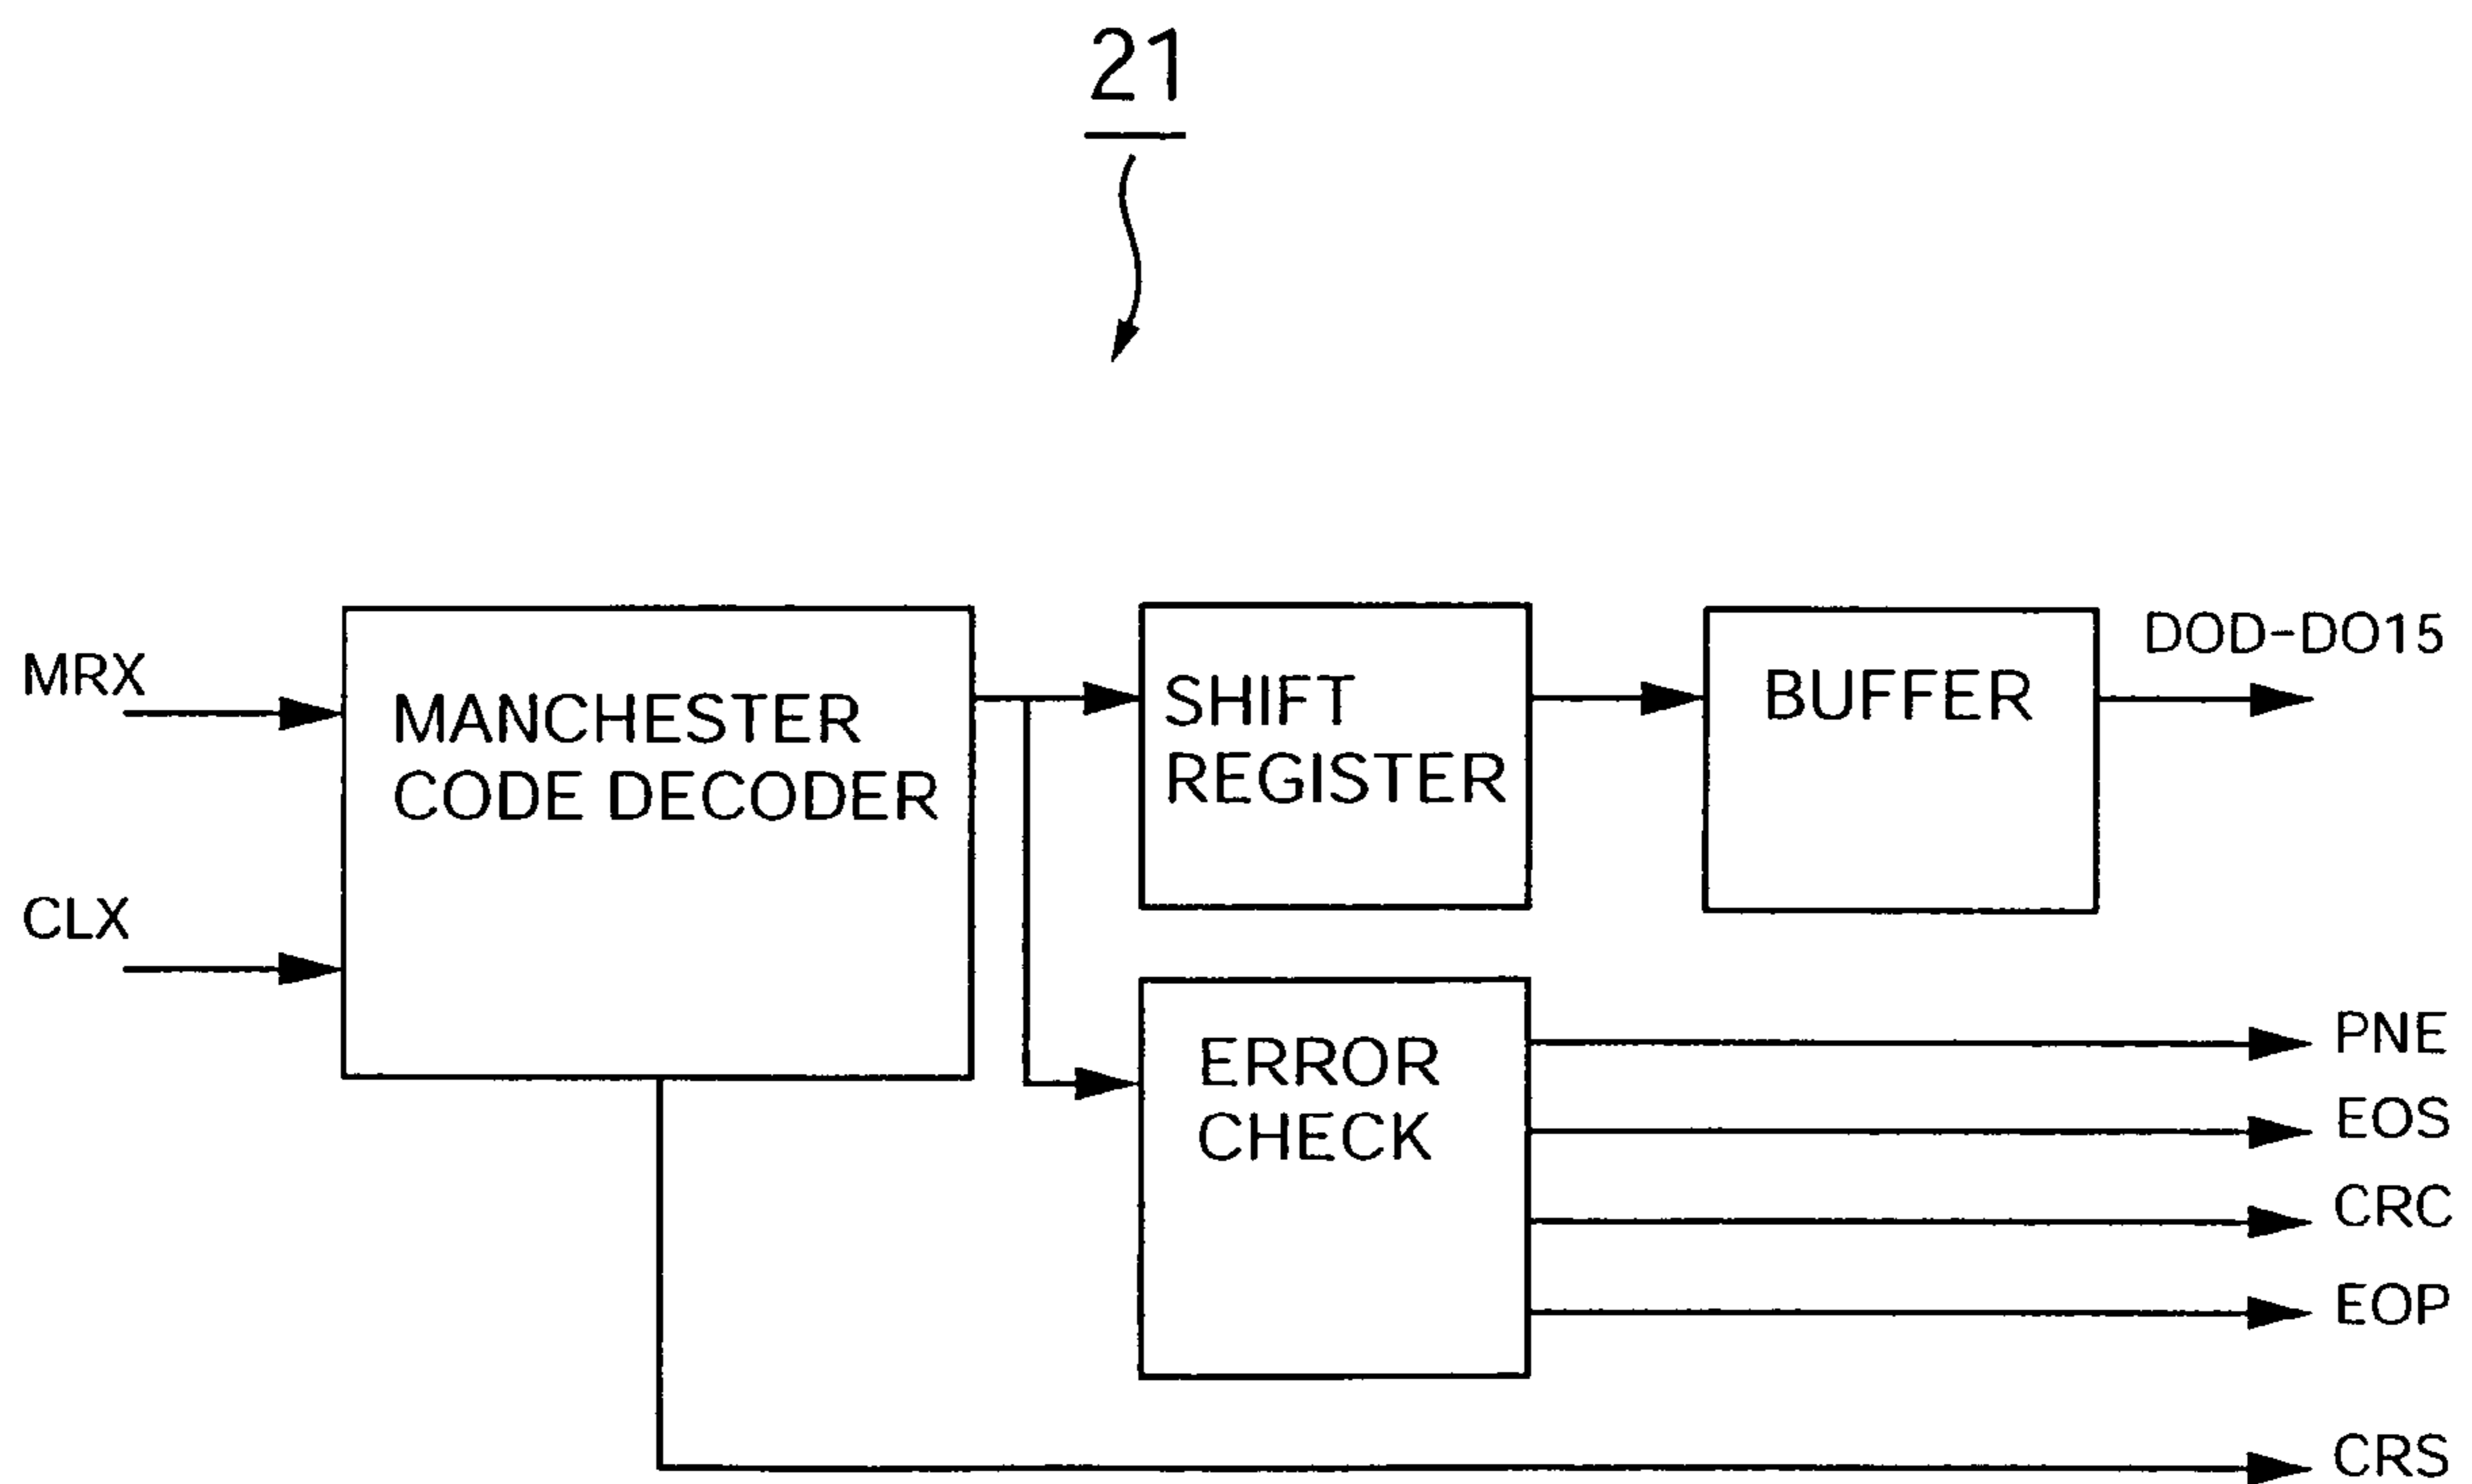 21
MRX
CLX
MANCHESTER
CODE DECODER
SHIFT
REGISTER
BUFFER
DOD-DO15
ERROR
CHECK
PNE
EOS
CRC
EOP
CRS